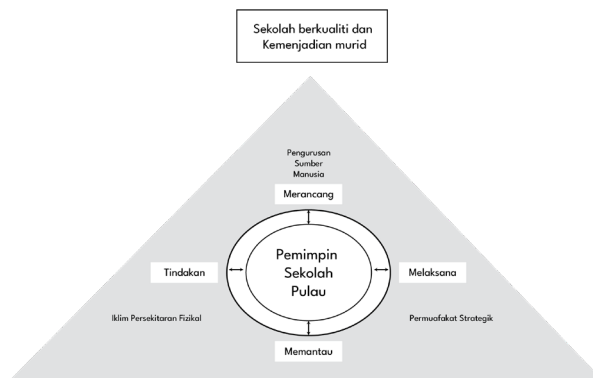 Sekolah berkualiti dan
Kemenjadian murid
Pengurusan
Sumber
Manusia
Merancang
Pemimpin
Sekolah
Pulau
Tindakan
Melaksana
Iklim Persekitaran Fizikal
Permuafakat Strategik
Memantau